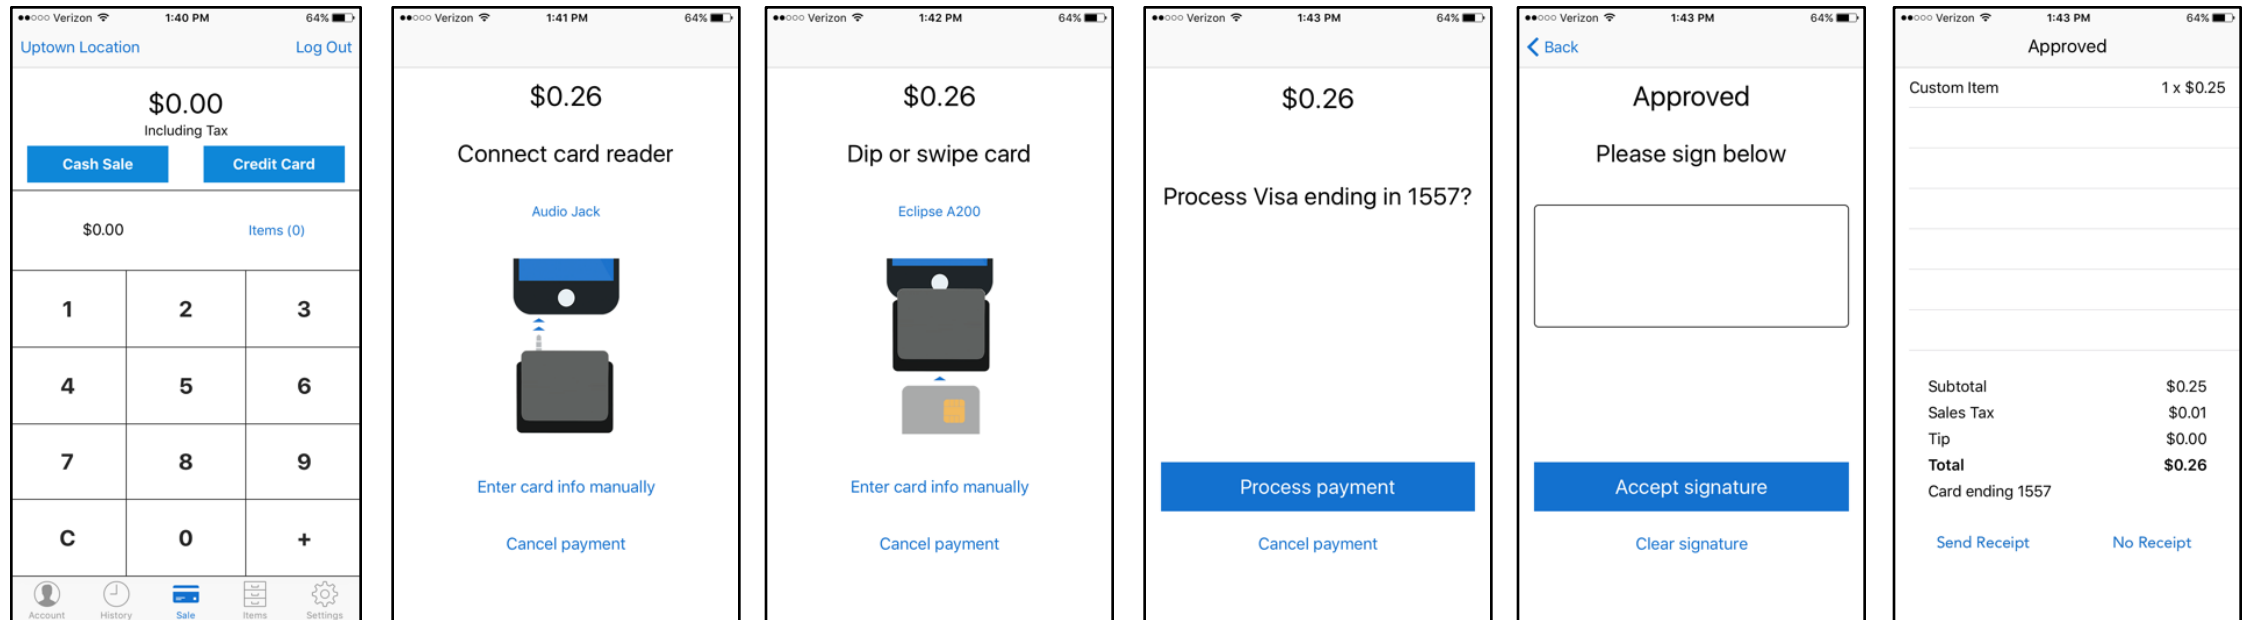 Verizon 1:40 PM 64%
Uptown Location Log Out
$0.00
Including Tax
Cash Sale Credit Card
$0.00 Items (0)
1 2 3
4 5 6
7 8 9
C 0 +
Account History Sale Items Settings
Verizon 1:41 PM 64%
$0.26
Connect card reader
Audio Jack
Enter card info manually
Cancel payment
Verizon 1:42 PM 64%
$0.26
Dip or swipe card
Eclipse A200
Enter card info manually
Cancel payment
Verizon 1:43 PM 64%
$0.26
Process Visa ending in 1557?
Process payment
Cancel payment
Verizon 1:43 PM 64%
Back
Approved
Please sign below
Accept signature
Clear signature
Verizon 1:43 PM 64%
Approved
Custom Item 1 x $0.25
Subtotal $0.25
Sales Tax $0.01
Tip $0.00
Total $0.26
Card ending 1557
Send Receipt No Receipt